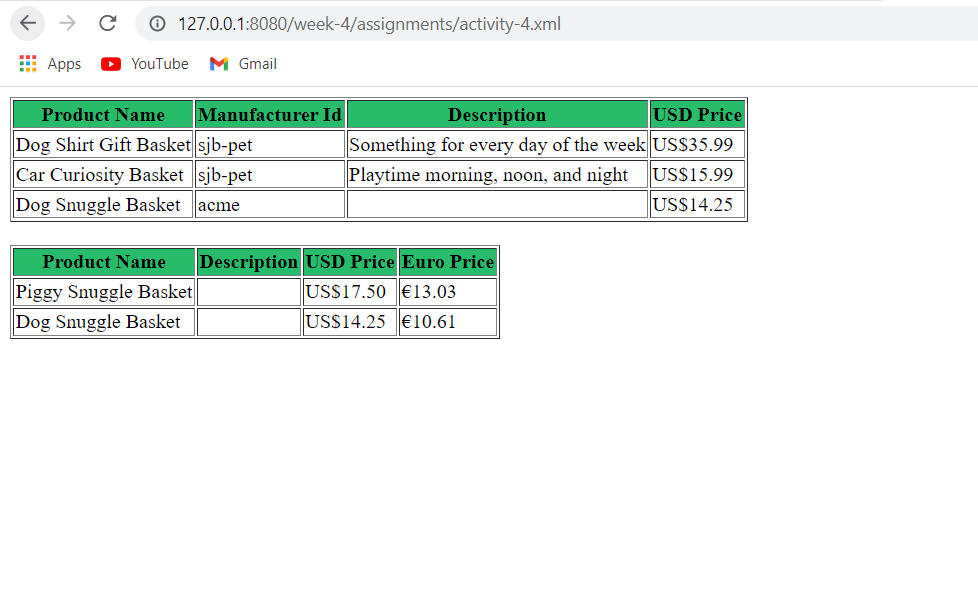 127.0.0.1:8080/week-4/assignments/activity-4.xml
Apps YouTube Gmail
Product Name Manufacturer Id Description USD Price
Dog Shirt Gift Basket sjb-pet Something for every day of the week US$35.99
Car Curiosity Basket sjb-pet Playtime morning, noon, and night US$15.99
Dog Snuggle Basket acme US$14.25
Product Name Description USD Price Euro Price
Piggy Snuggle Basket US$17.50 €13.03
Dog Snuggle Basket US$14.25 €10.61